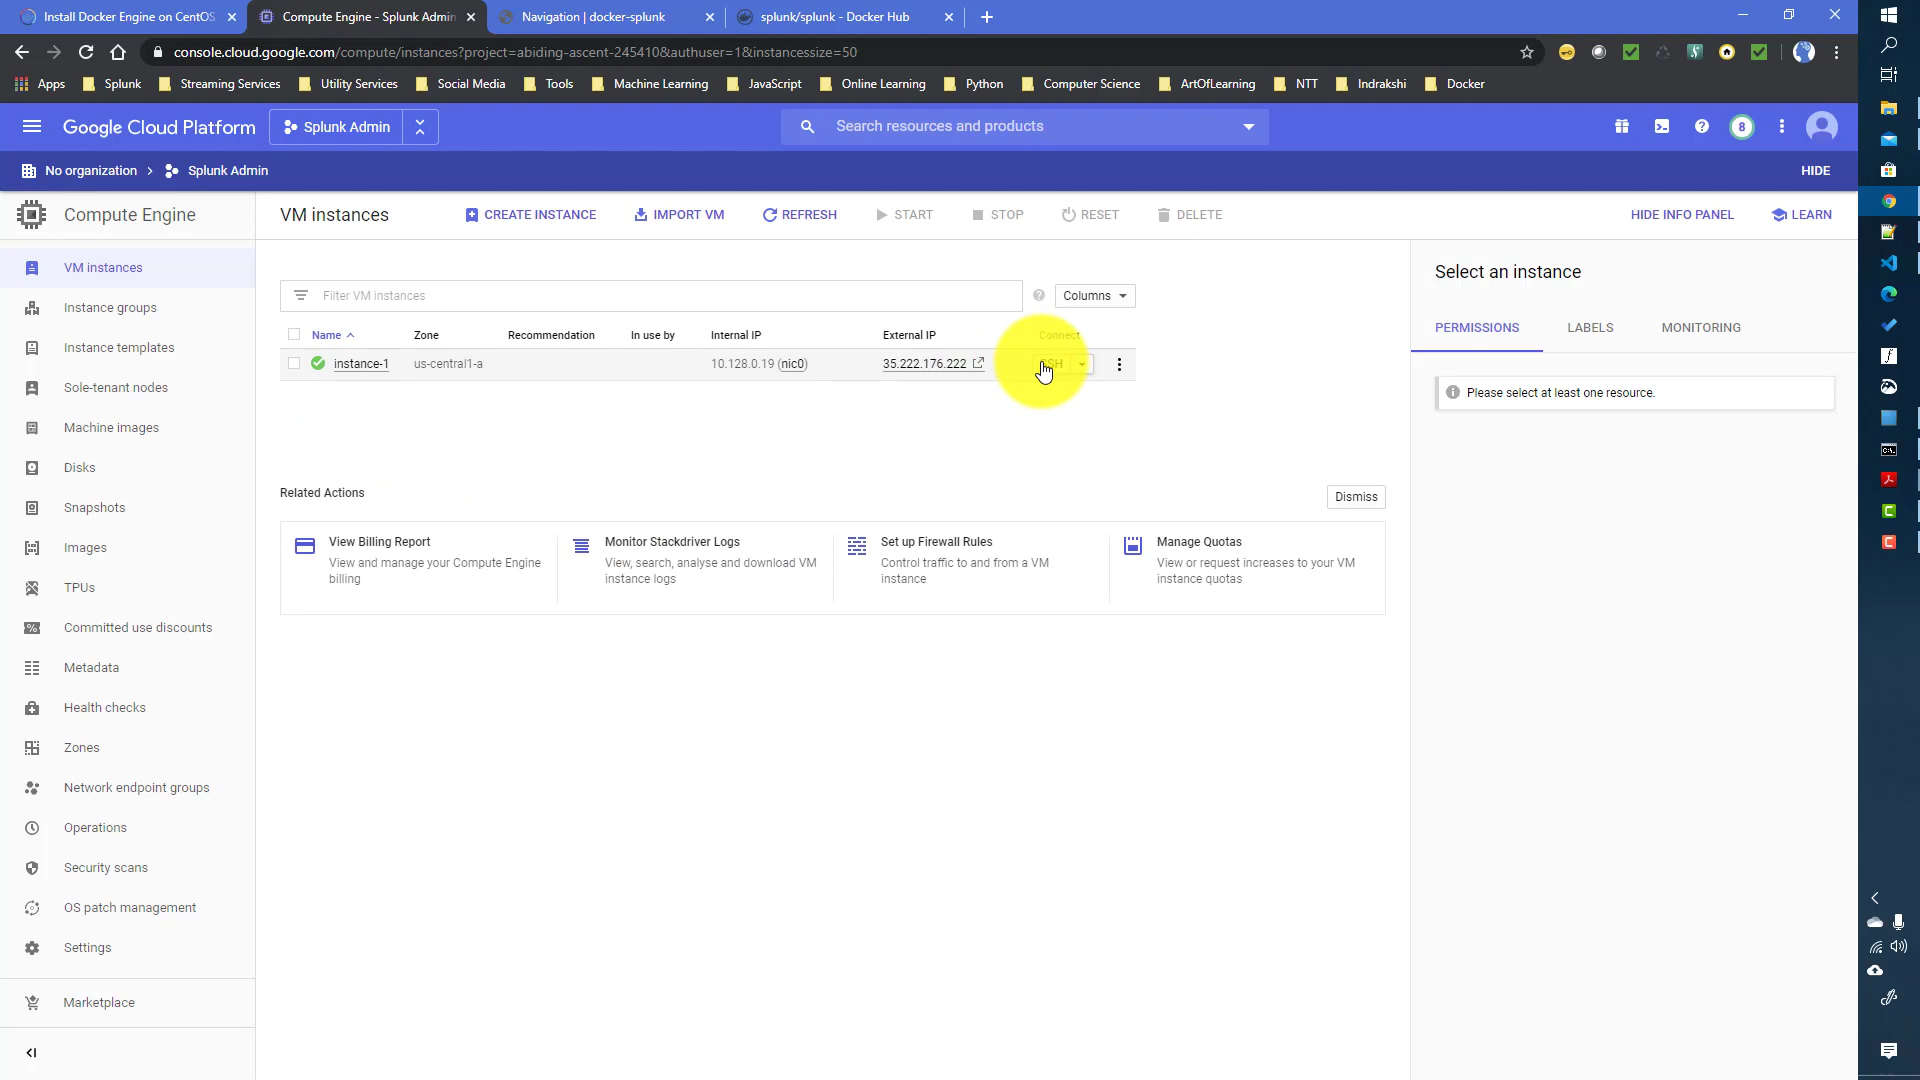 Install Docker Engine on CentOS
Compute Engine - Splunk Admin
Navigation | docker-splunk
splunk/splunk - Docker Hub
console.cloud.google.com/compute/instances?project=abiding-ascent-245410&authuser=1&instancessize=50
Apps
Splunk
Streaming Services
Utility Services
Social Media
Tools
Machine Learning
JavaScript
Online Learning
Python
Computer Science
ArtOfLearning
NTT
Indrakshi
Docker
Google Cloud Platform
Splunk Admin
Search resources and products
8
No organization
Splunk Admin
HIDE
Compute Engine
VM instances
CREATE INSTANCE
IMPORT VM
REFRESH
START
STOP
RESET
DELETE
HIDE INFO PANEL
LEARN
VM instances
Instance groups
Instance templates
Sole-tenant nodes
Machine images
Disks
Snapshots
Images
TPUs
Committed use discounts
Metadata
Health checks
Zones
Network endpoint groups
Operations
Security scans
OS patch management
Settings
Marketplace
Filter VM instances
Columns
Name
Zone
Recommendation
In use by
Internal IP
External IP
Connect
instance-1
us-central1-a
10.128.0.19 (nic0)
35.222.176.222
SSH
Related Actions
Dismiss
View Billing Report
View and manage your Compute Engine
billing
Monitor Stackdriver Logs
View, search, analyse and download VM
instance logs
Set up Firewall Rules
Control traffic to and from a VM
instance
Manage Quotas
View or request increases to your VM
instance quotas
Select an instance
PERMISSIONS
LABELS
MONITORING
Please select at least one resource.